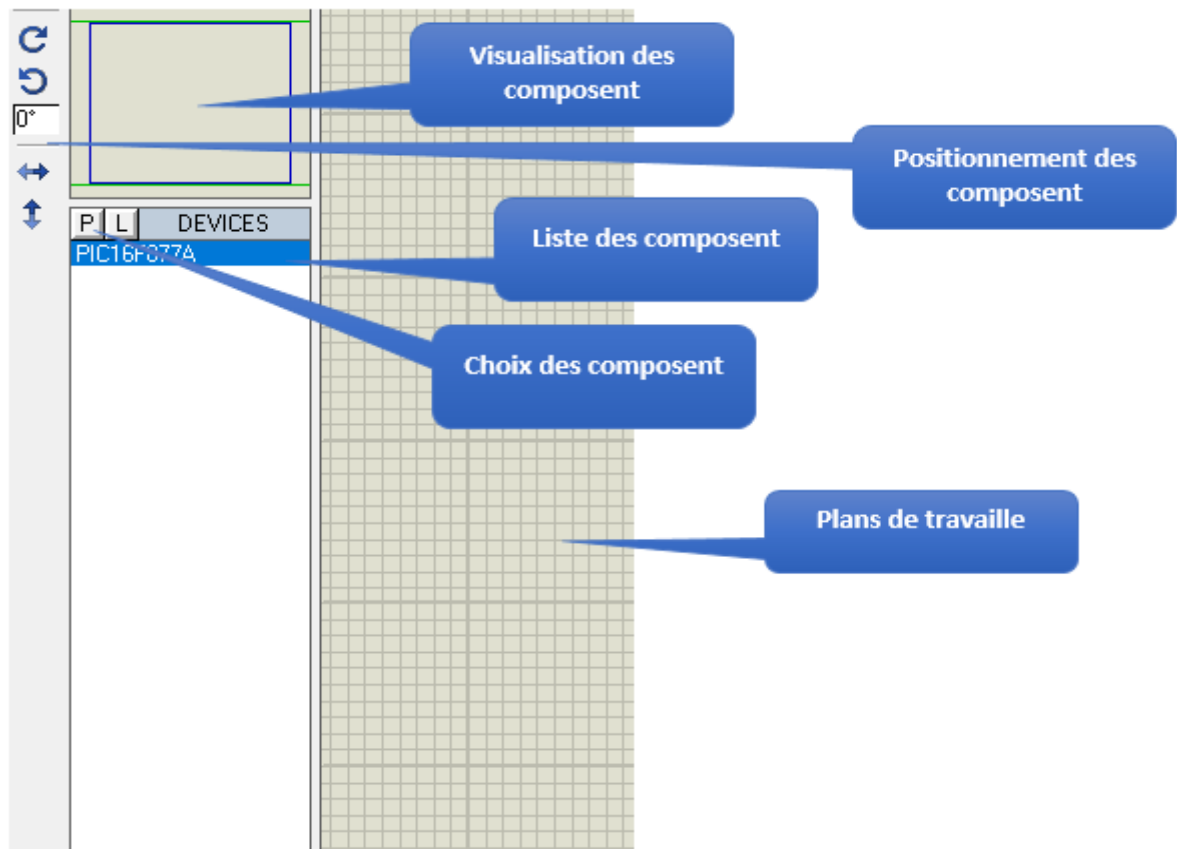 Visualisation des
composent
0°
Positionnement des
composent
P L DEVICES
Liste des composent
PIC16F877A
Choix des composent
Plans de travaille